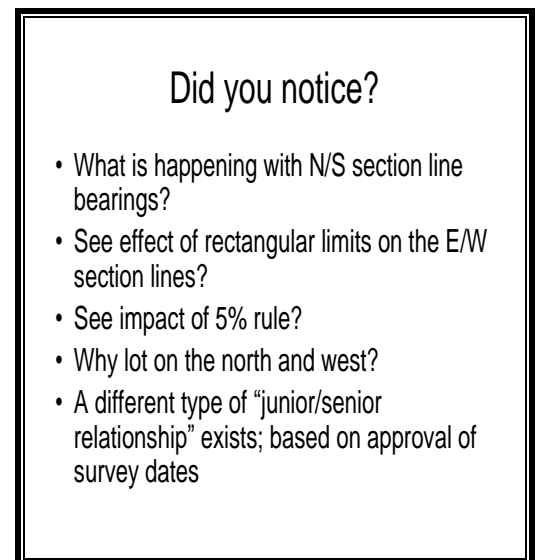 Did you notice?
• What is happening with N/S section line
bearings?
• See effect of rectangular limits on the E/W
section lines?
• See impact of 5% rule?
• Why lot on the north and west?
• A different type of “junior/senior
relationship” exists; based on approval of
survey dates